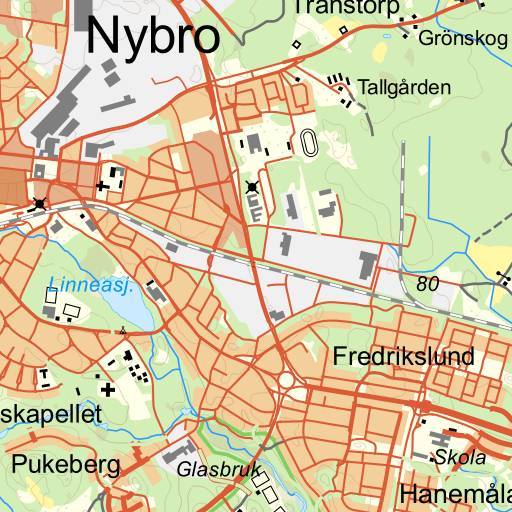 Transtorp
Nybro
Grönskog
Tallgården
Linneasj.
80
Fredrikslund
skapellet
Pukeberg
Glasbruk
Skola
Hanemåla